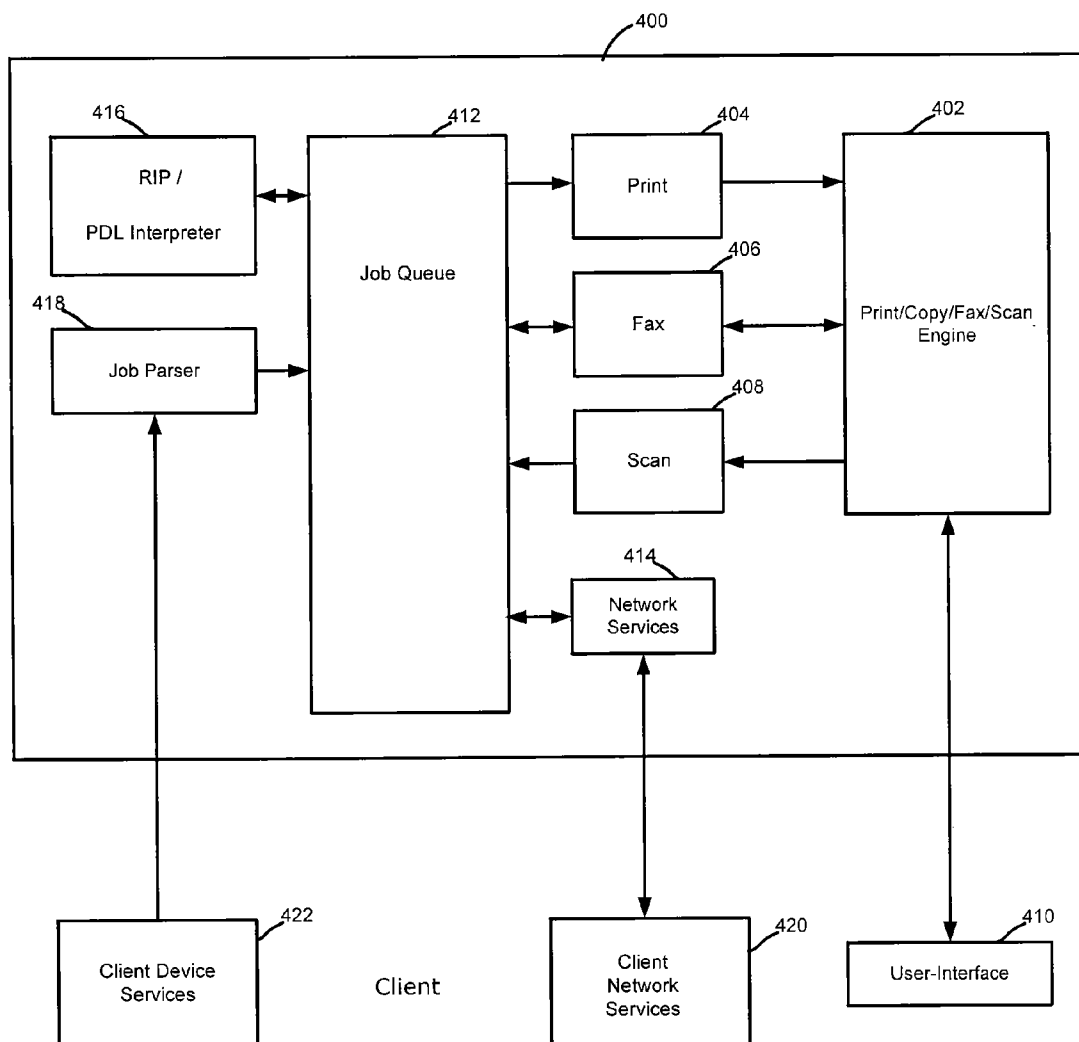 400
416
412
404
402
RIP /
PDL Interpreter
Print
Job Queue
406
418
Fax
Print/Copy/Fax/Scan
Engine
Job Parser
408
Scan
414
Network
Services
422
420
410
Client Device
Services
Client
Client
Network
Services
User-Interface